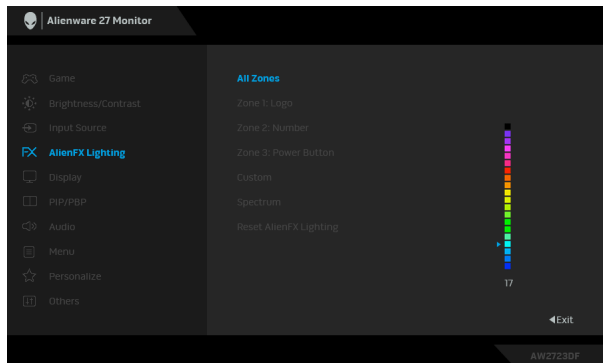 Alienware 27 Monitor
Game
Brightness/Contrast
Input Source
AlienFX Lighting
Display
PIP/PBP
Audio
Menu
Personalize
Others
All Zones
Zone 1: Logo
Zone 2: Number
Zone 3: Power Button
Custom
Spectrum
Reset AlienFX Lighting
17
Exit
AW2723DF